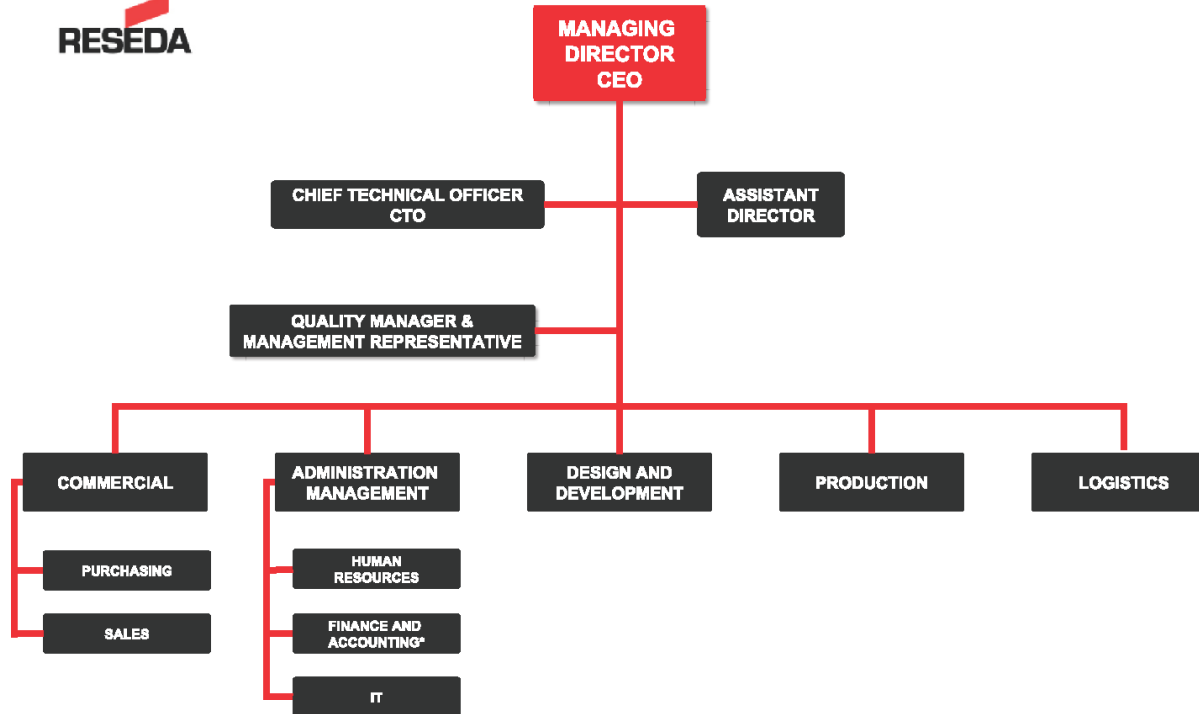 RESEDA
MANAGING
DIRECTOR
CEO
CHIEF TECHNICAL OFFICER
CTO
ASSISTANT
DIRECTOR
QUALITY MANAGER &
MANAGEMENT REPRESENTATIVE
COMMERCIAL
ADMINISTRATION
MANAGEMENT
DESIGN AND
DEVELOPMENT
PRODUCTION
LOGISTICS
PURCHASING
SALES
HUMAN
RESOURCES
FINANCE AND
ACCOUNTING*
IT